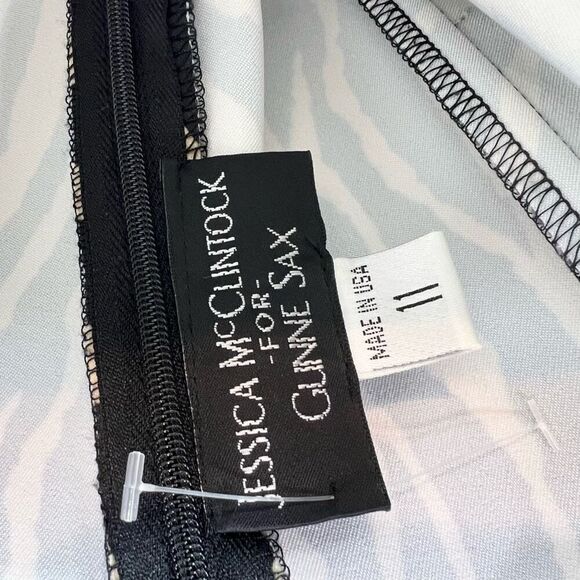 JESSICA MCCLINTOCK
-FOR-
GUNNE SAX
MADE IN USA
11